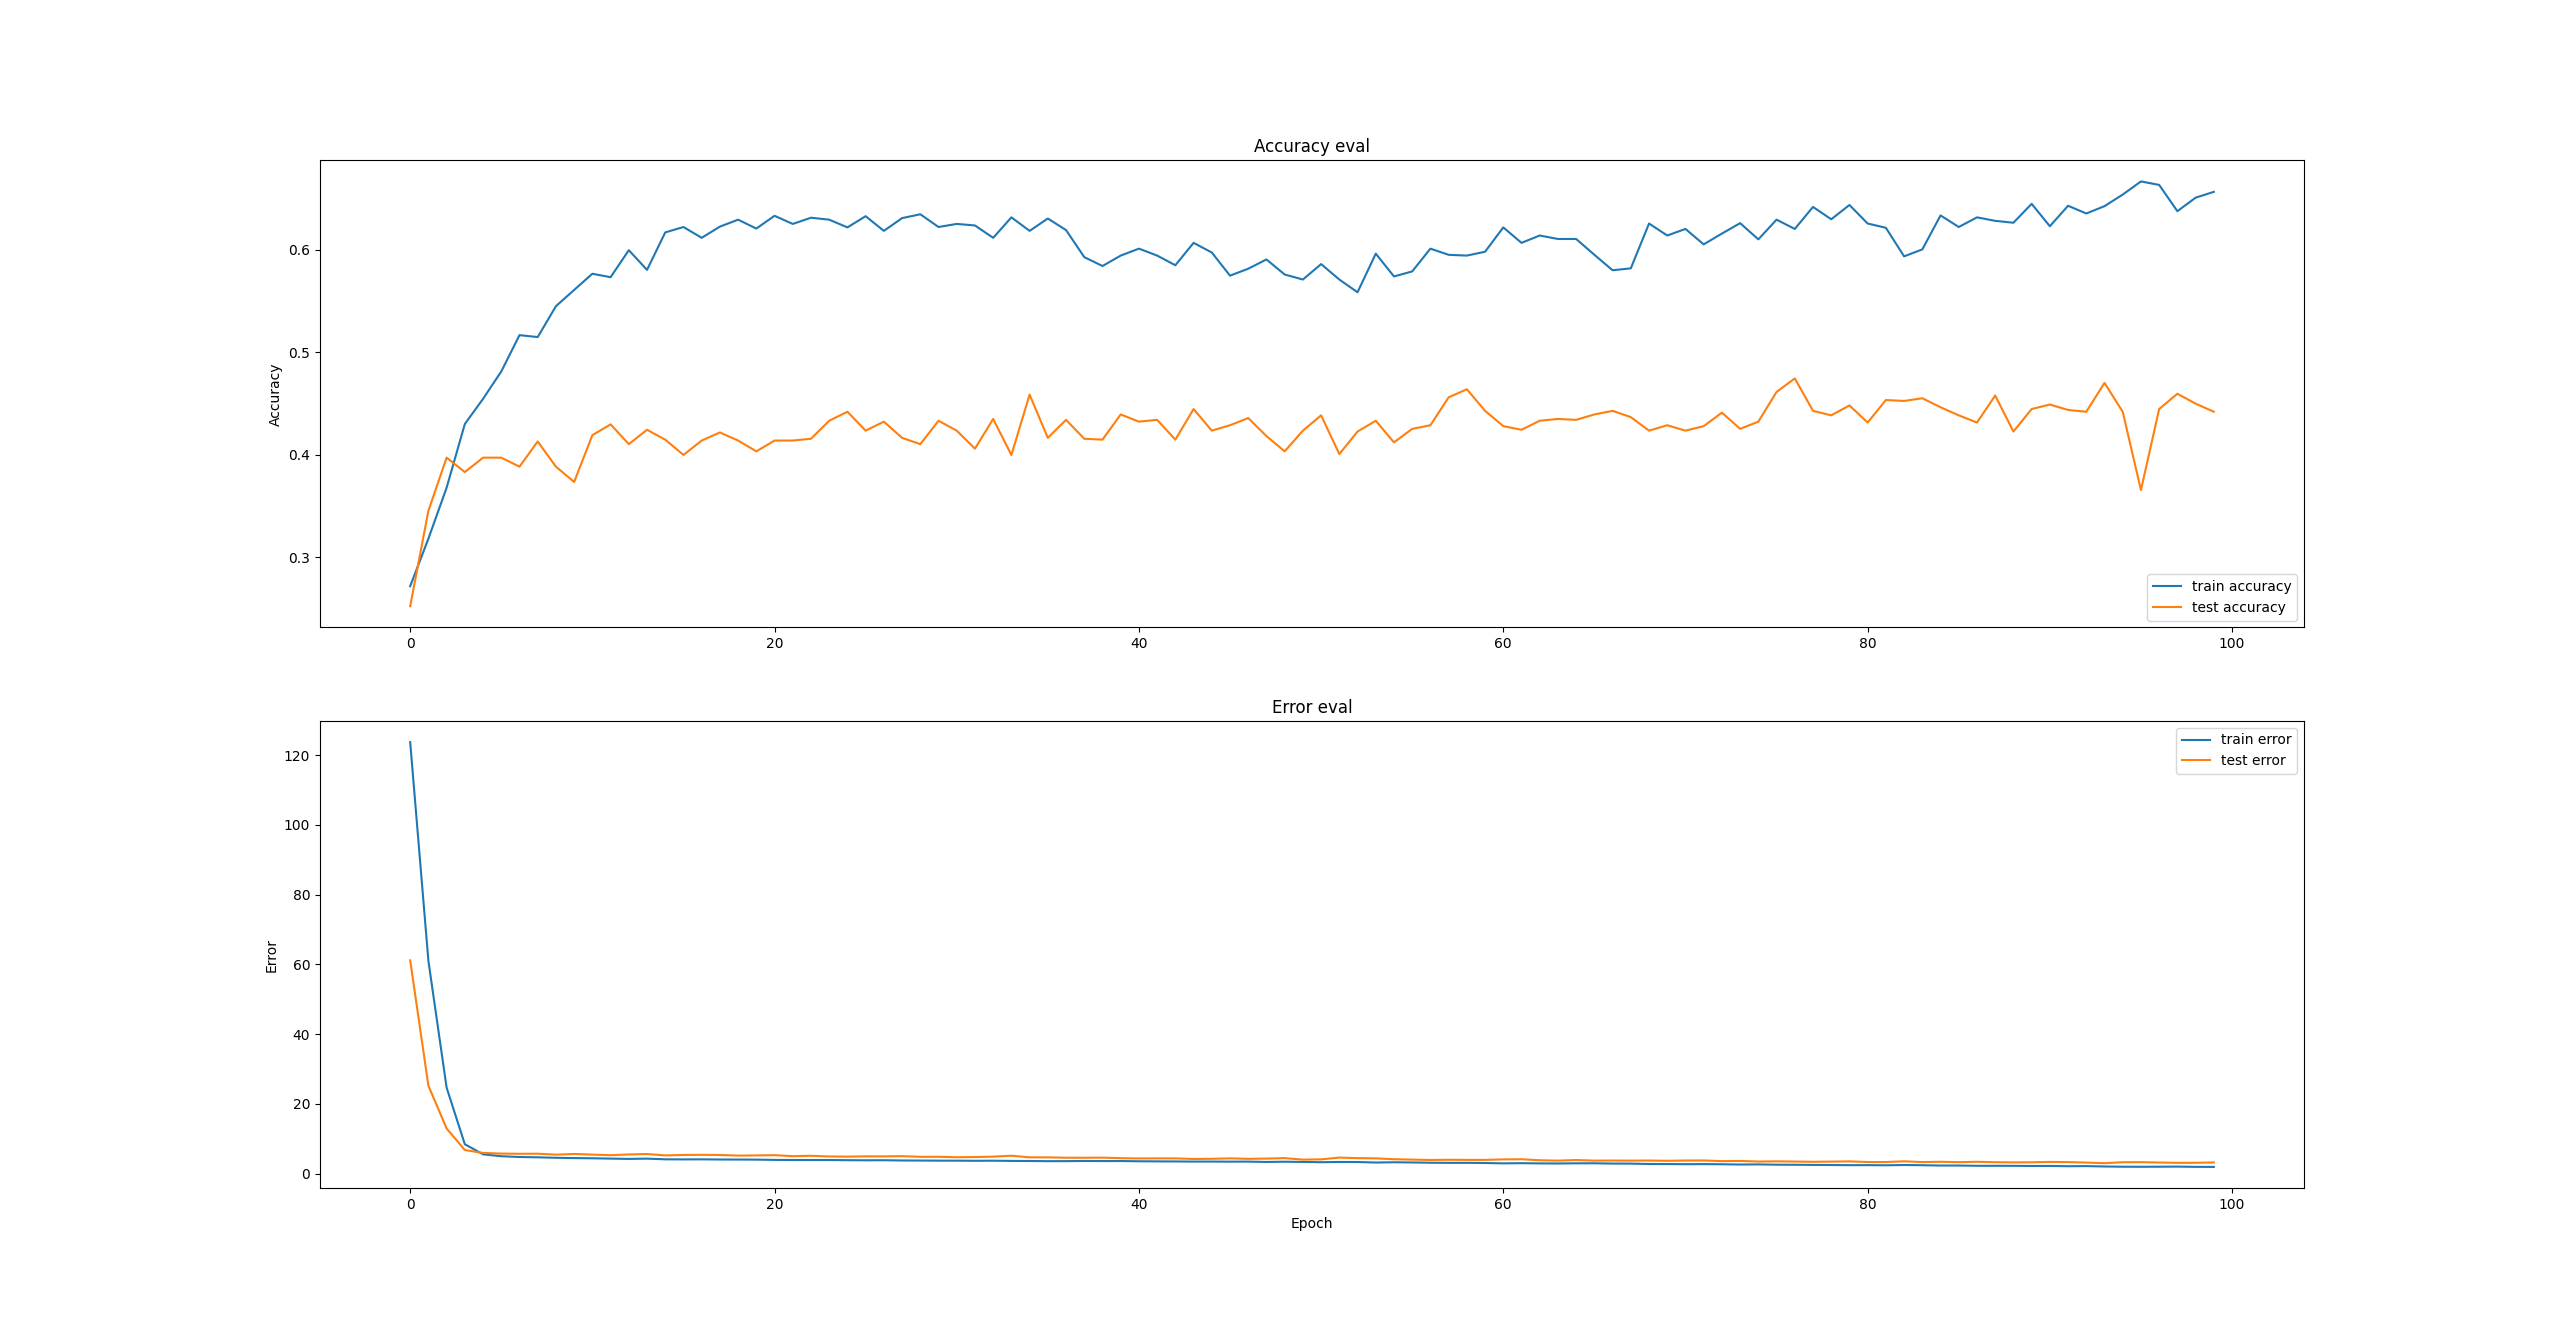 Accuracy eval
Accuracy
0.6
0.5
0.4
0.3
train accuracy
test accuracy
0 20 40 60 80 100
Error eval
Error
120
100
80
60
40
20
0
train error
test error
0 20 40 60 80 100
Epoch